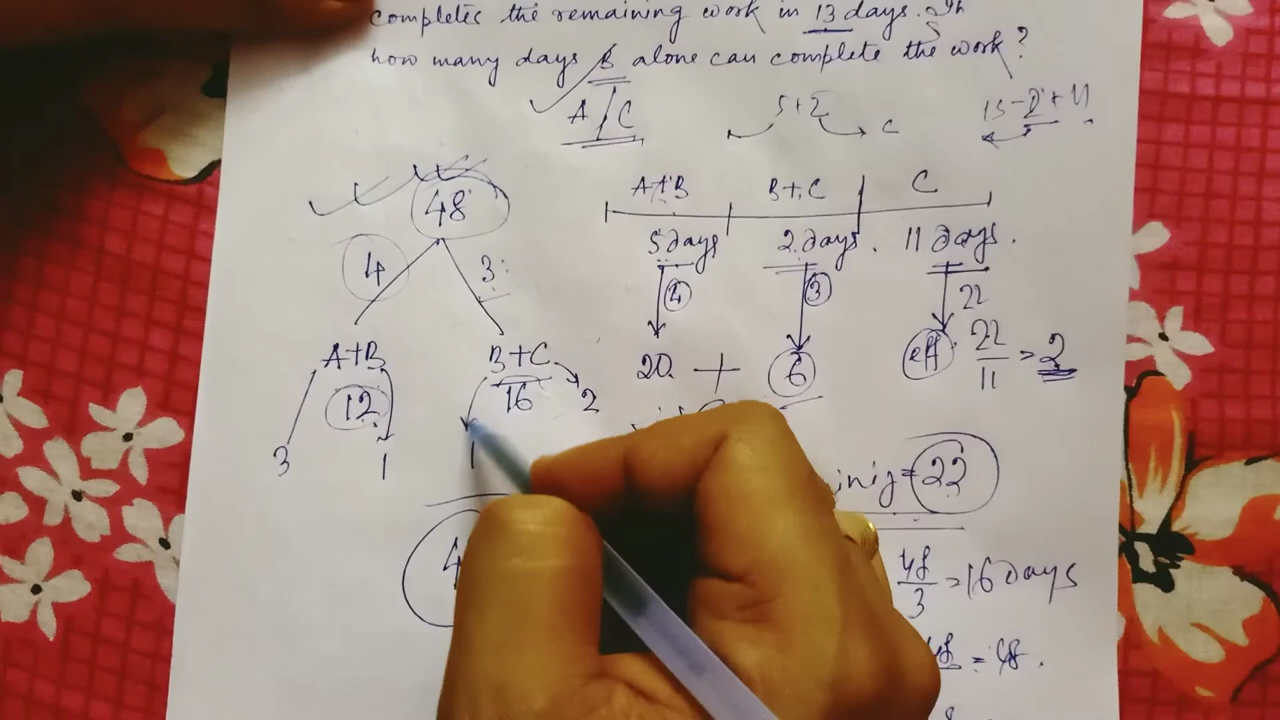 completes the remaining work in 13 days. In
how many days B alone can complete the work?
A/C
5+2
C
13-2=11
48
4
3
A+B
12
3
1
B+C
16
2
1
A+B
B+C
C
5 days
2 days.
11 days.
4
3
22
20
+
6
eff
22/11=2
=22
48/3=16 days
=48.
4